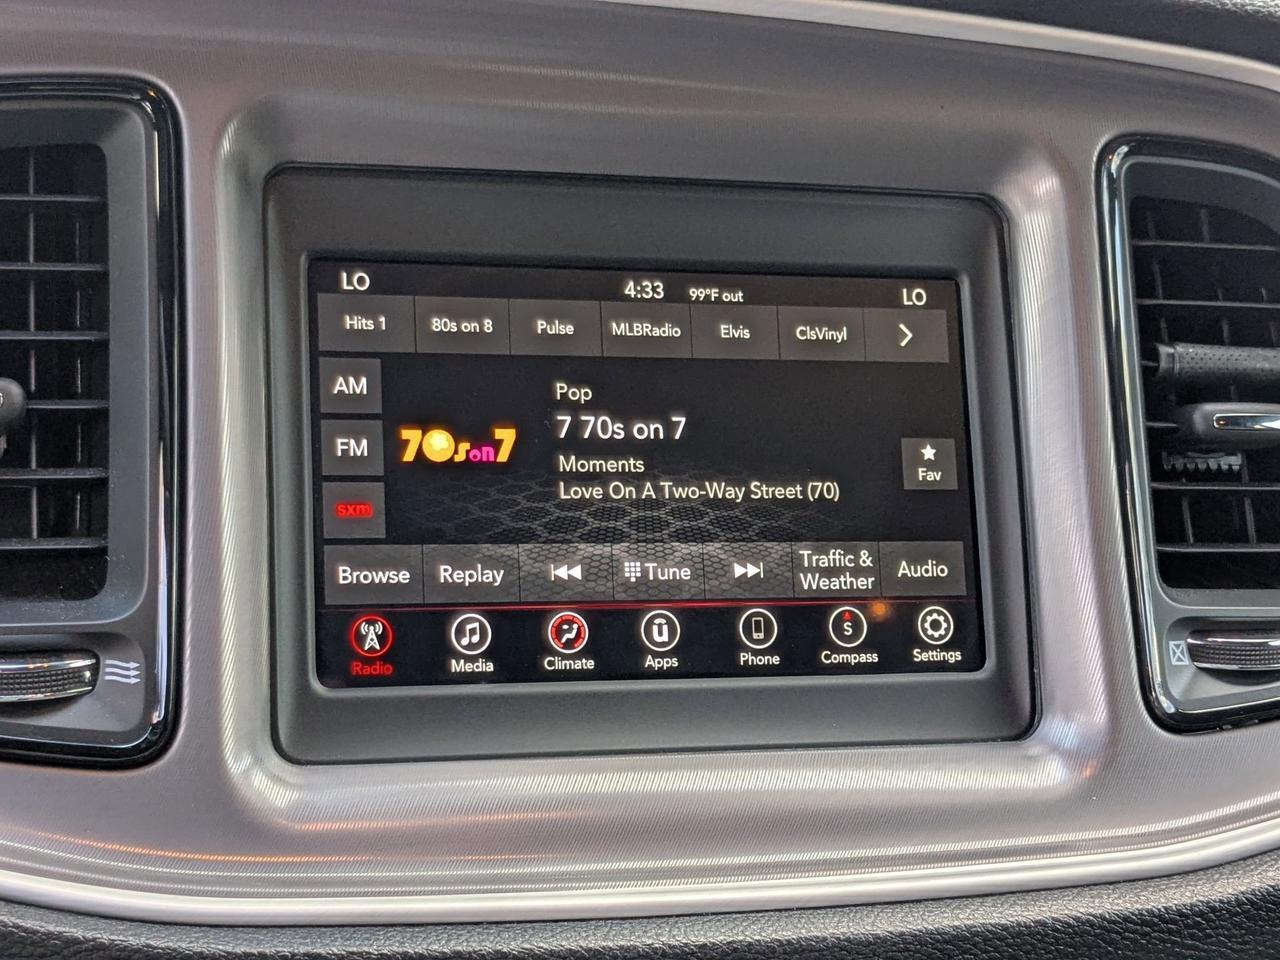 LO 4:33 99°F out LO
Hits 1 80s on 8 Pulse MLBRadio Elvis ClsVinyl
AM
FM
sxm
70s on 7
Pop
7 70s on 7
Moments
Love On A Two-Way Street (70)
Fav
Browse Replay Tune Traffic &
Weather Audio
Radio Media Climate Apps Phone Compass Settings
ū
S